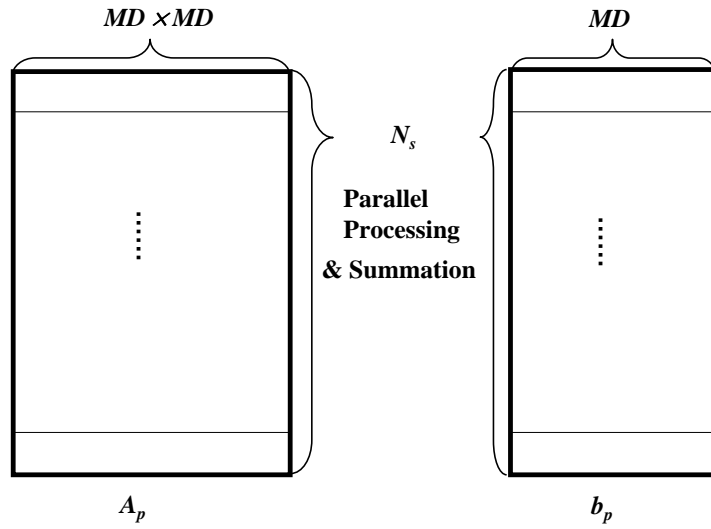 MD × MD
MD
N_s
Parallel
Processing
& Summation
A_p
b_p